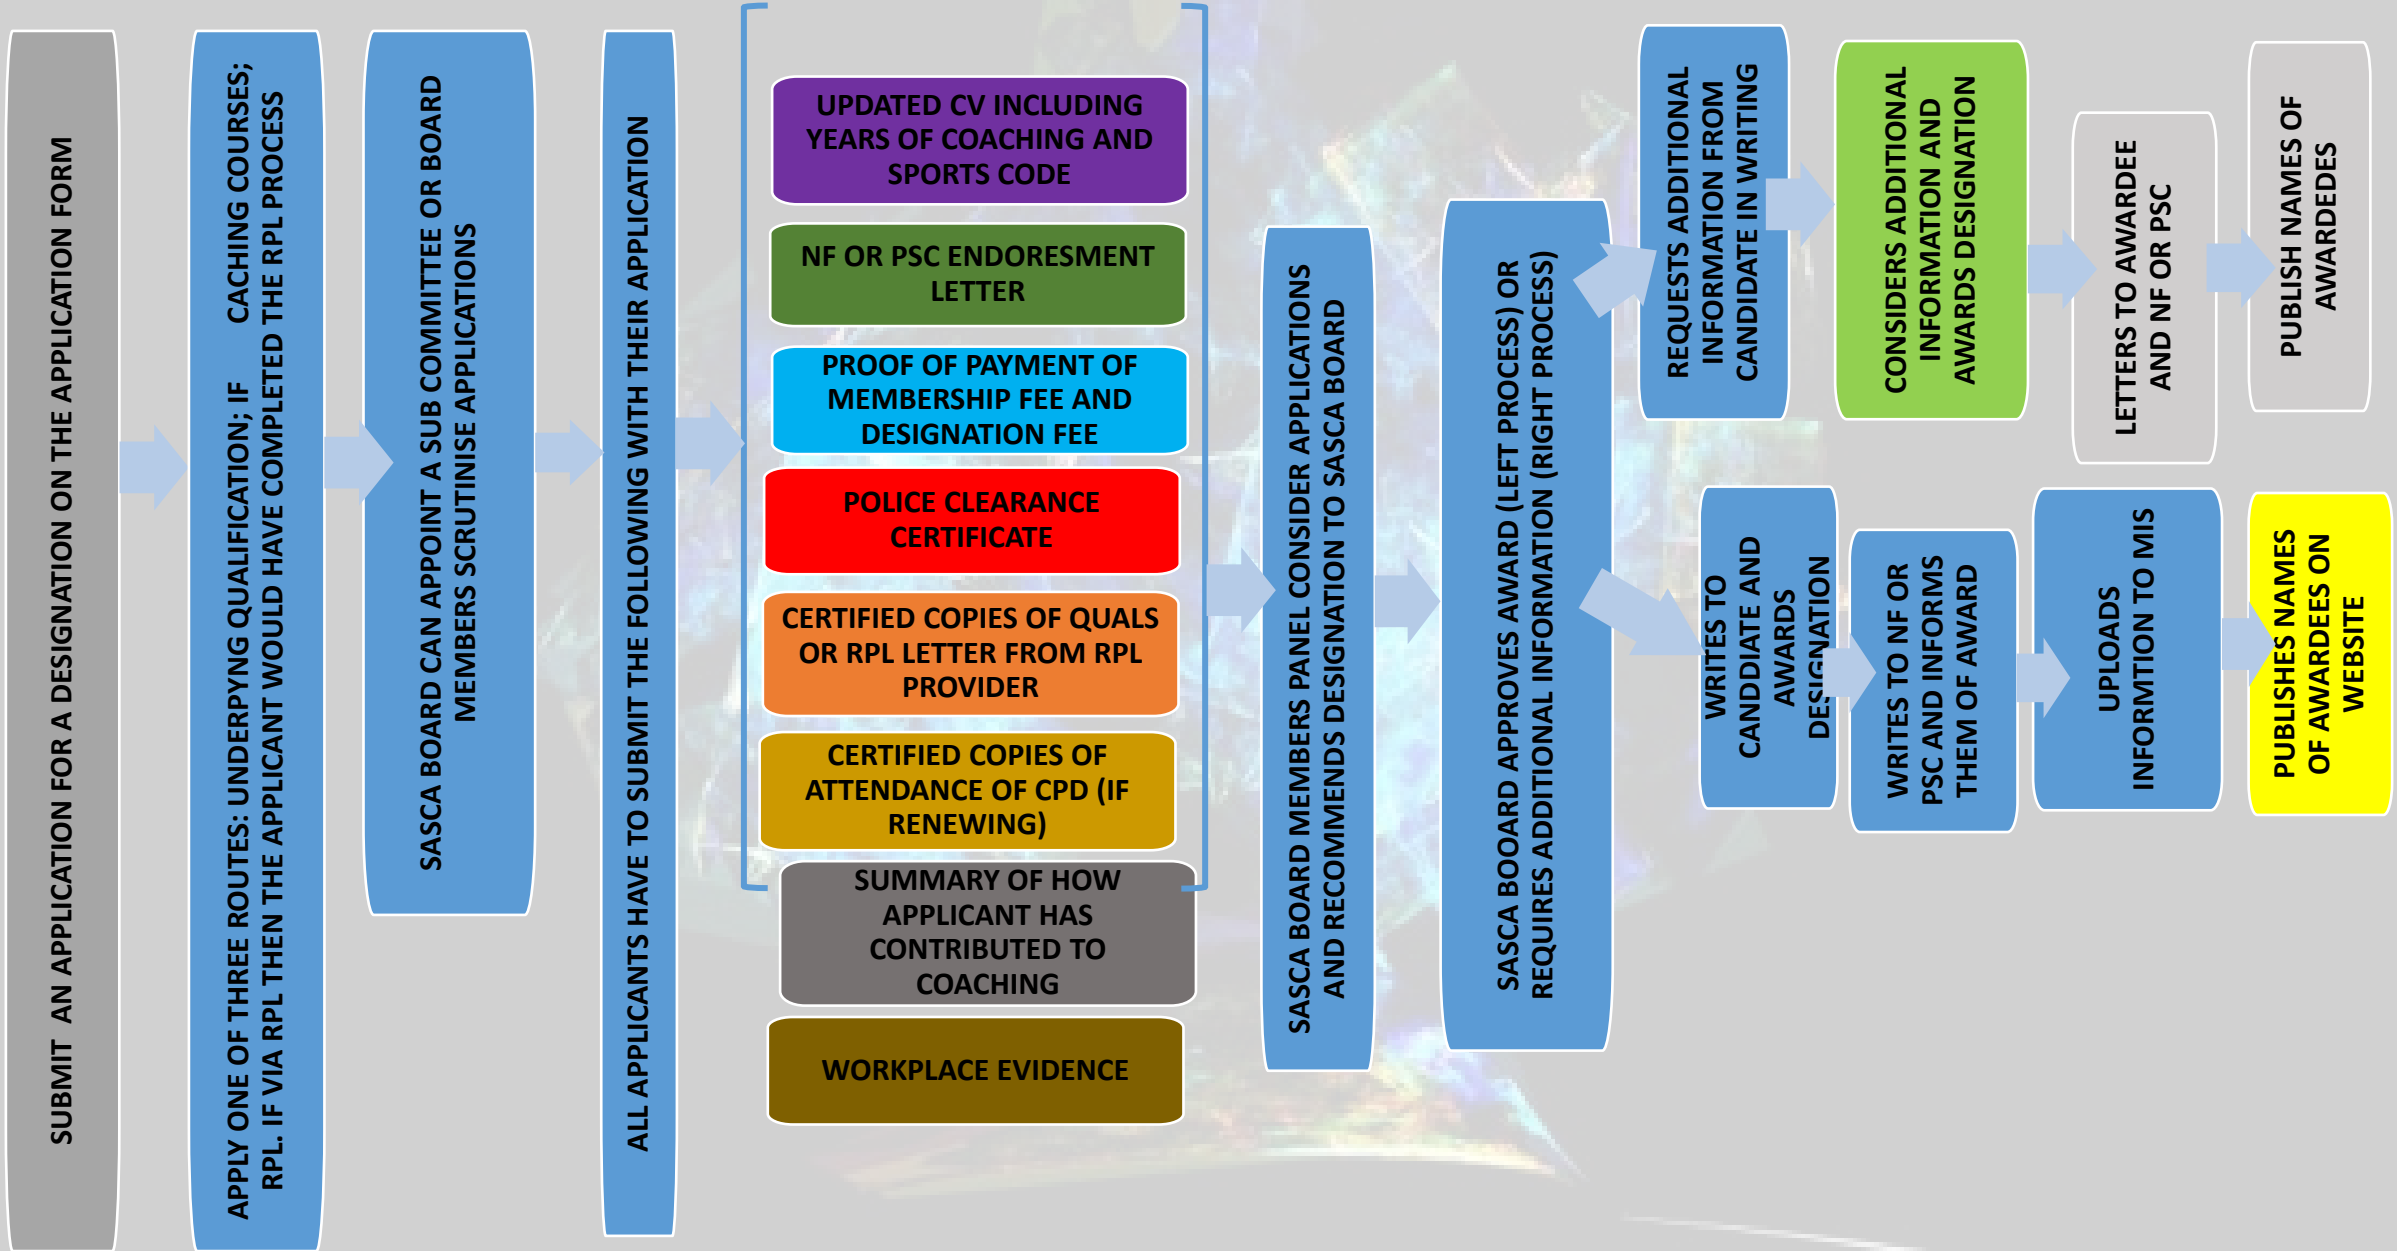 SUBMIT AN APPLICATION FOR A DESIGNATION ON THE APPLICATION FORM
APPLY ONE OF THREE ROUTES: UNDERPYNG QUALIFICATION; IF CACHING COURSES;
RPL. IF VIA RPL THEN THE APPLICANT WOULD HAVE COMPLETED THE RPL PROCESS
SASCA BOARD CAN APPOINT A SUB COMMITTEE OR BOARD
MEMBERS SCRUTINISE APPLICATIONS
ALL APPLICANTS HAVE TO SUBMIT THE FOLLOWING WITH THEIR APPLICATION
UPDATED CV INCLUDING
YEARS OF COACHING AND
SPORTS CODE
NF OR PSC ENDORESMENT
LETTER
PROOF OF PAYMENT OF
MEMBERSHIP FEE AND
DESIGNATION FEE
POLICE CLEARANCE
CERTIFICATE
CERTIFIED COPIES OF QUALS
OR RPL LETTER FROM RPL
PROVIDER
CERTIFIED COPIES OF
ATTENDANCE OF CPD (IF
RENEWING)
SUMMARY OF HOW
APPLICANT HAS
CONTRIBUTED TO
COACHING
WORKPLACE EVIDENCE
SASCA BOARD MEMBERS PANEL CONSIDER APPLICATIONS
AND RECOMMENDS DESIGNATION TO SASCA BOARD
SASCA BOOARD APPROVES AWARD (LEFT PROCESS) OR
REQUIRES ADDITIONAL INFORMATION (RIGHT PROCESS)
REQUESTS ADDITIONAL
INFORMATION FROM
CANDIDATE IN WRITING
CONSIDERS ADDITIONAL
INFORMATION AND
AWARDS DESIGNATION
LETTERS TO AWARDEE
AND NF OR PSC
PUBLISH NAMES OF
AWARDEDES
WRITES TO
CANDIDATE AND
AWARDS
DESIGNATION
WRITES TO NF OR
PSC AND INFORMS
THEM OF AWARD
UPLOADS
INFORMTION TO MIS
PUBLISHES NAMES
OF AWARDEES ON
WEBSITE